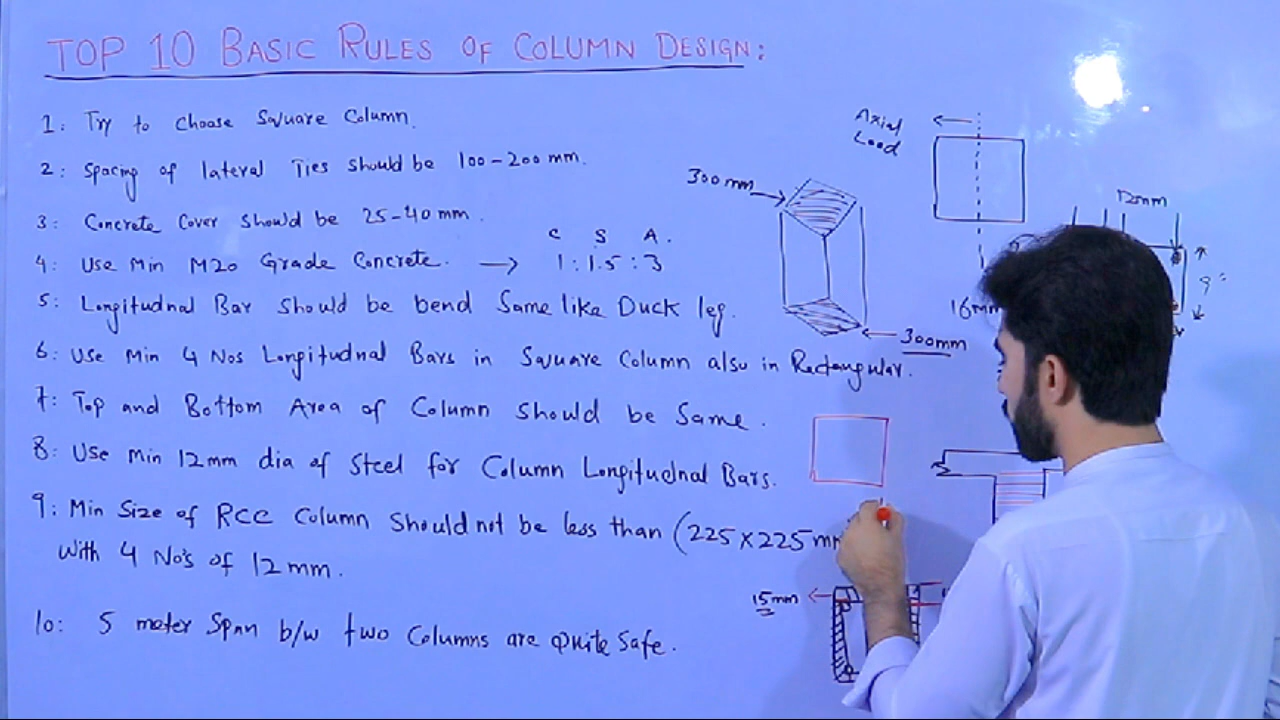 TOP 10 BASIC RULES OF COLUMN DESIGN:
1: Try to choose Square Column.
2: Spacing of lateral Ties should be 100-200 mm.
3: Concrete Cover should be 25-40 mm.
C S A.
4: Use Min M20 Grade Concrete. → 1:1.5:3
5: Longitudnal Bar should be bend Same like Duck leg.
6: Use Min 4 Nos Longitudnal Bars in Square Column also in Rectangular.
7: Top and Bottom Area of Column should be Same.
8: Use Min 12mm dia of Steel for Column Longitudnal Bars.
9: Min Size of RCC Column Should not be less than (225 x 225 mm
with 4 No's of 12 mm.
10: 5 meter Span b/w two Columns are quite Safe.
Axial
Load
300 mm
300mm
12mm
9"
16mm
15mm